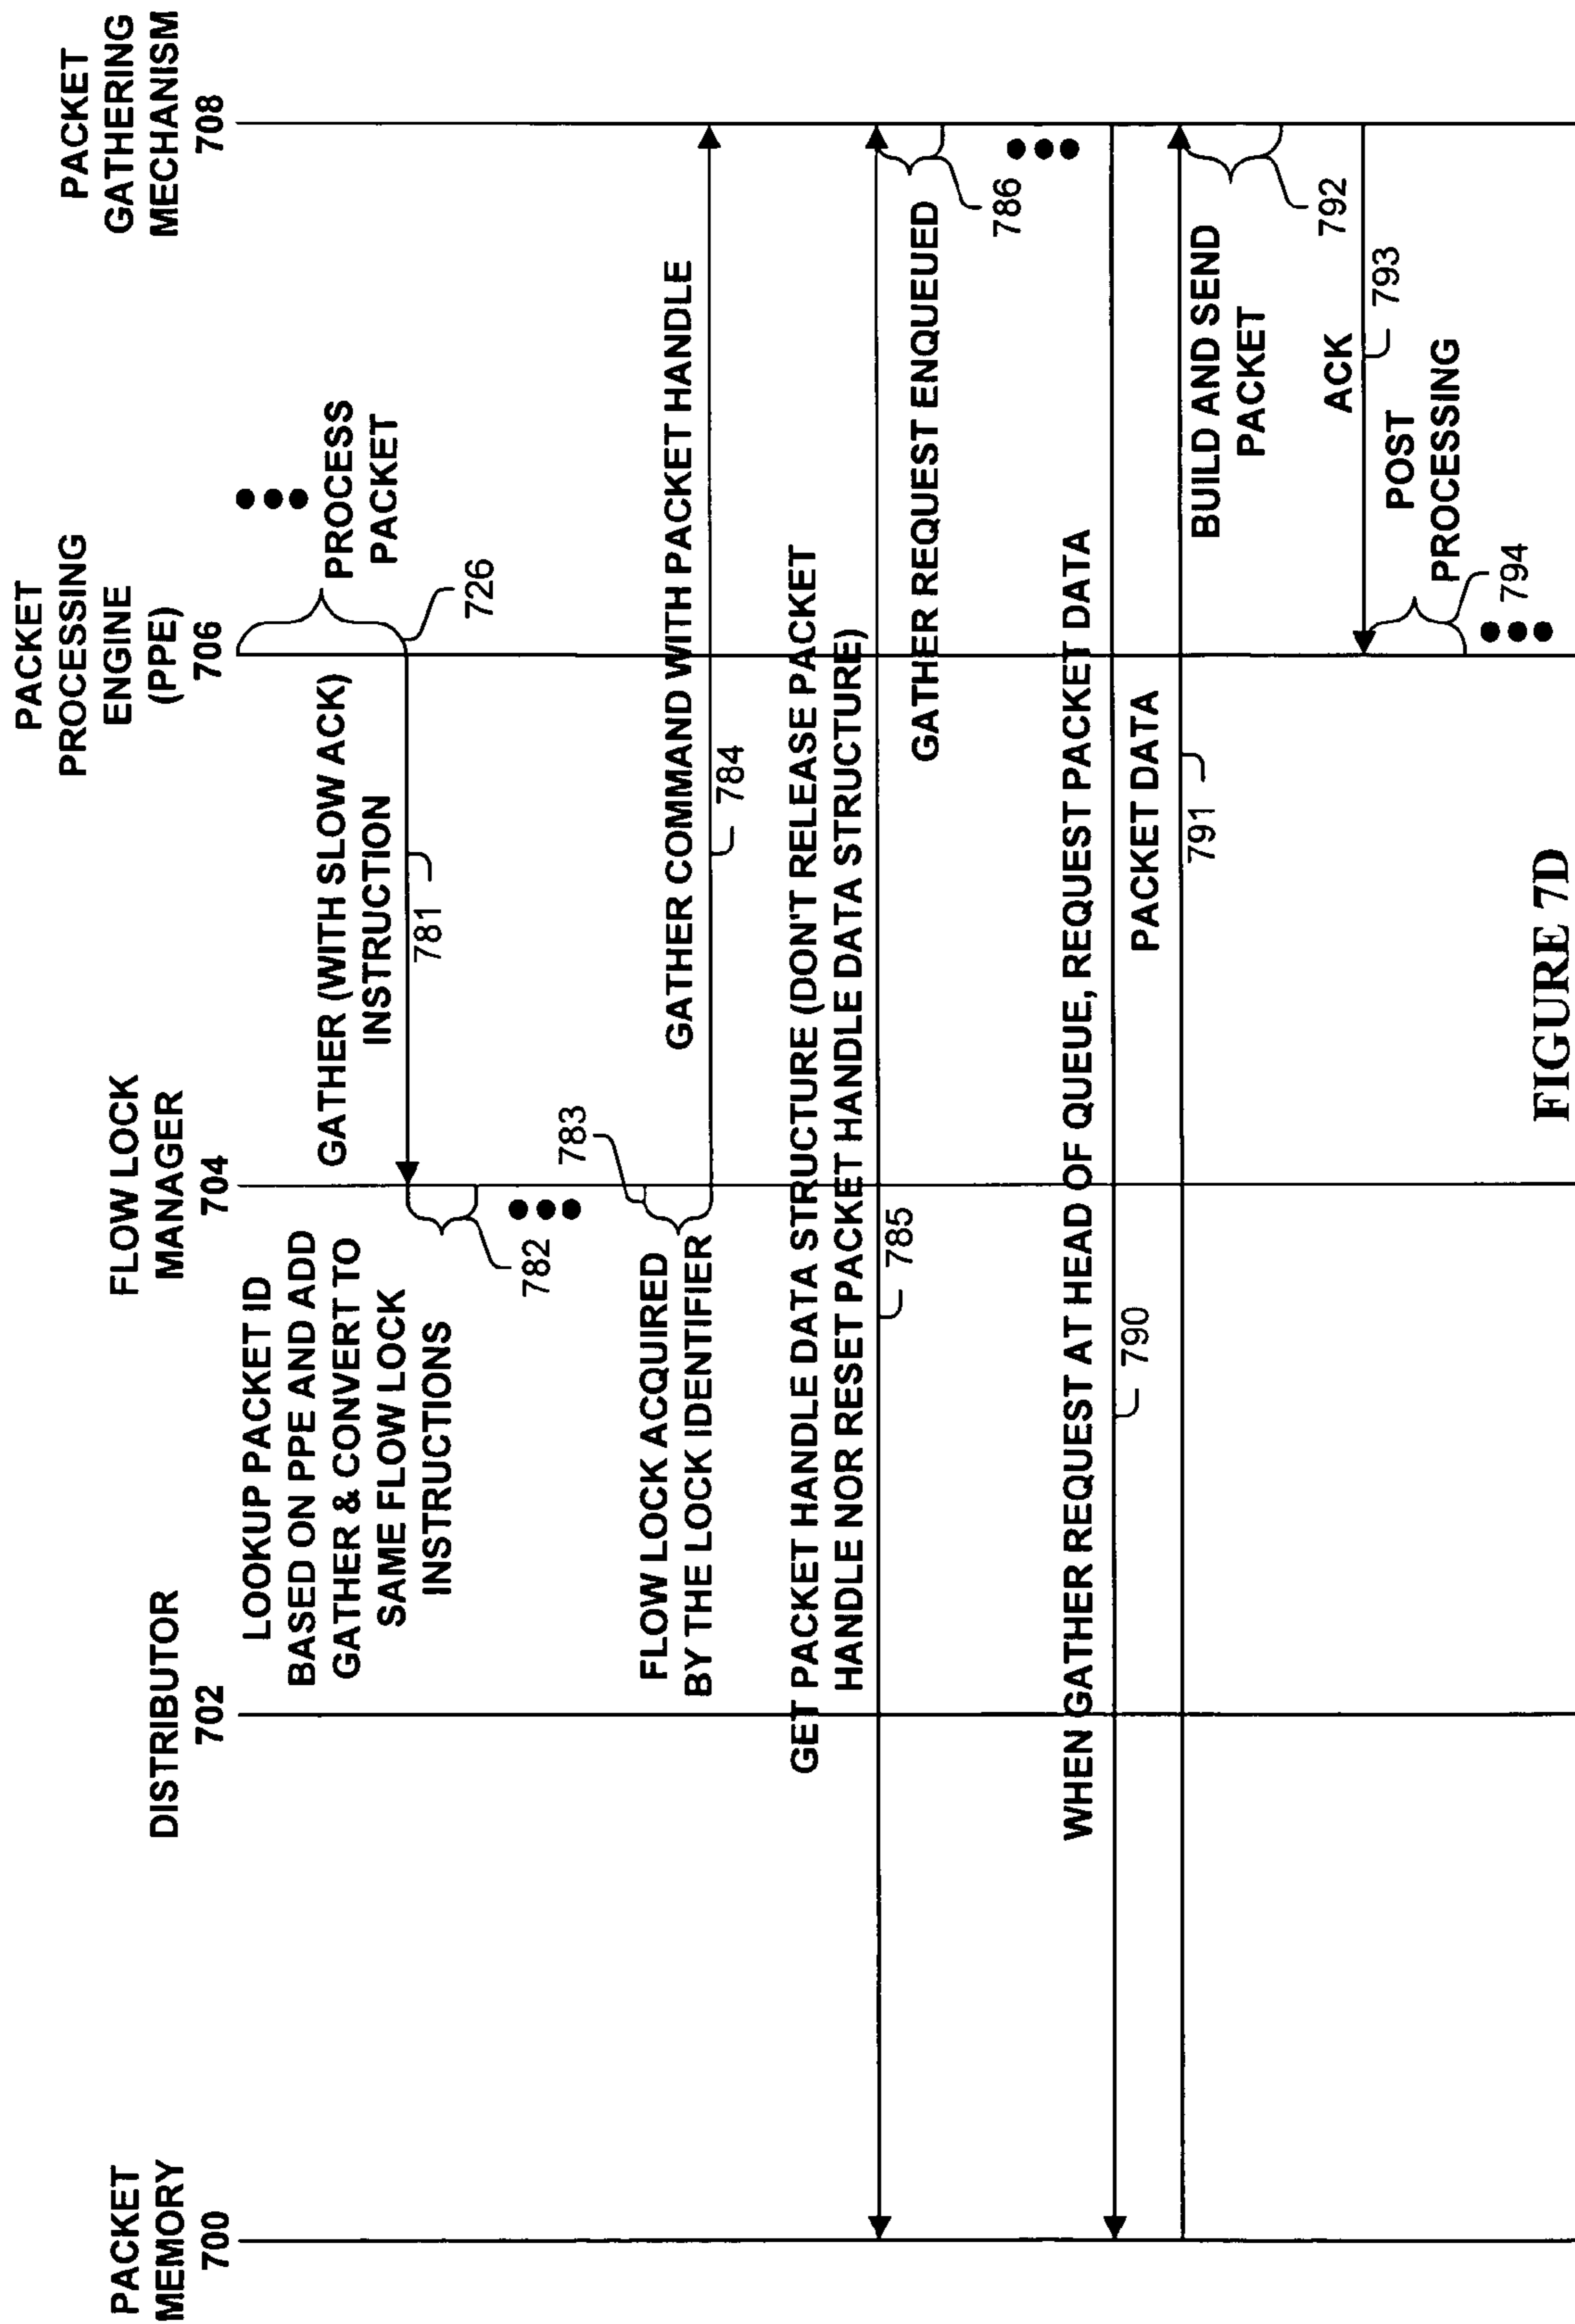 PACKET
MEMORY
700
DISTRIBUTOR
702
FLOW LOCK
MANAGER
704
PACKET
PROCESSING
ENGINE
(PPE)
706
PACKET
GATHERING
MECHANISM
708
PROCESS
PACKET
726
GATHER (WITH SLOW ACK)
INSTRUCTION
781
LOOKUP PACKET ID
BASED ON PPE AND ADD
GATHER & CONVERT TO
SAME FLOW LOCK
INSTRUCTIONS
782
783
FLOW LOCK ACQUIRED
BY THE LOCK IDENTIFIER
GATHER COMMAND WITH PACKET HANDLE
784
GET PACKET HANDLE DATA STRUCTURE (DON'T RELEASE PACKET
HANDLE NOR RESET PACKET HANDLE DATA STRUCTURE)
785
GATHER REQUEST ENQUEUED
786
WHEN GATHER REQUEST AT HEAD OF QUEUE, REQUEST PACKET DATA
790
PACKET DATA
791
BUILD AND SEND
PACKET
792
ACK
793
POST
PROCESSING
794
FIGURE 7D